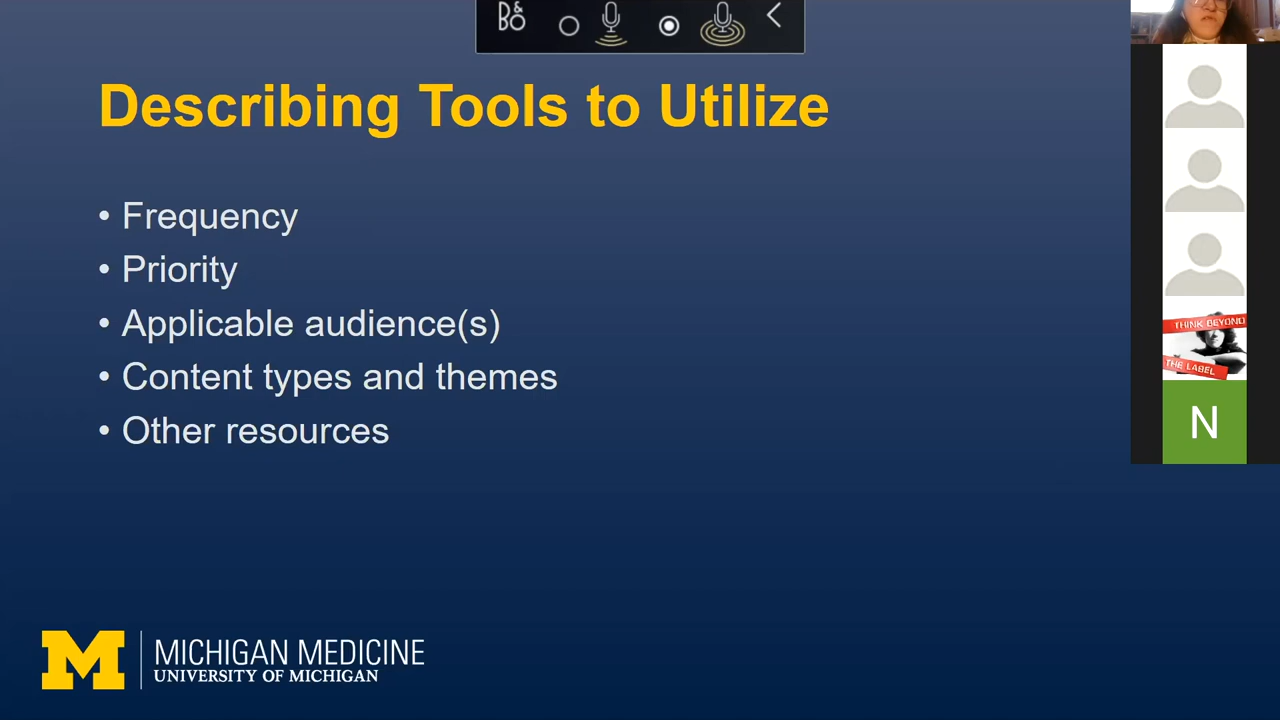 B&O
Describing Tools to Utilize
• Frequency
• Priority
• Applicable audience(s)
• Content types and themes
• Other resources
THINK BEYOND
THE LABEL
N
M
MICHIGAN MEDICINE
UNIVERSITY OF MICHIGAN